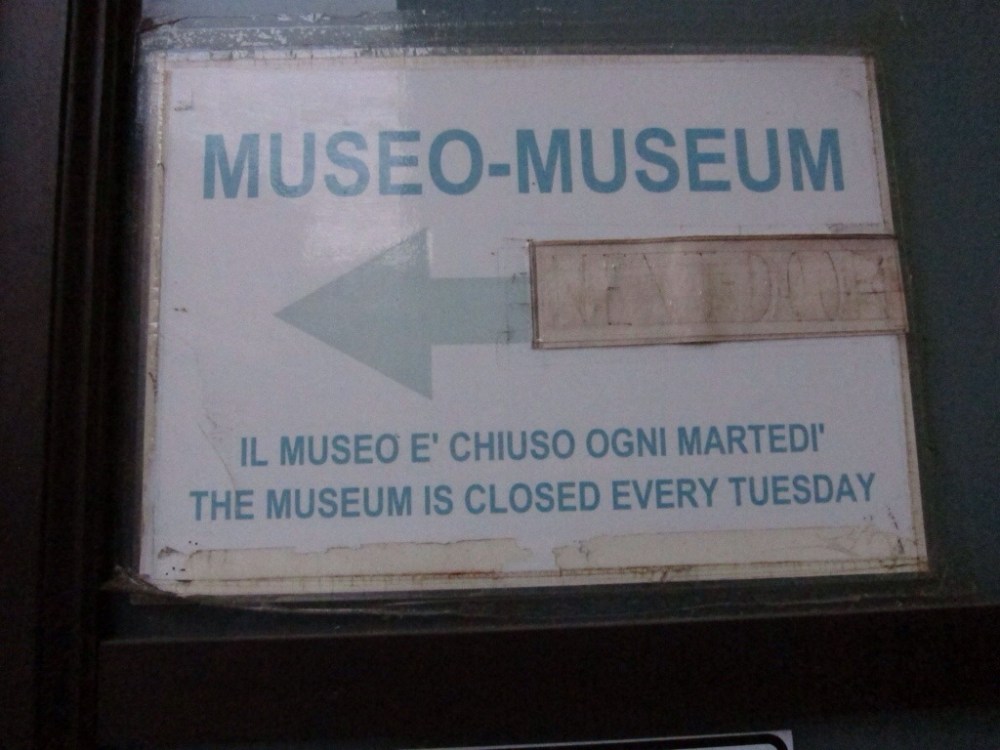 MUSEO-MUSEUM
IL MUSEO E' CHIUSO OGNI MARTEDI'
THE MUSEUM IS CLOSED EVERY TUESDAY